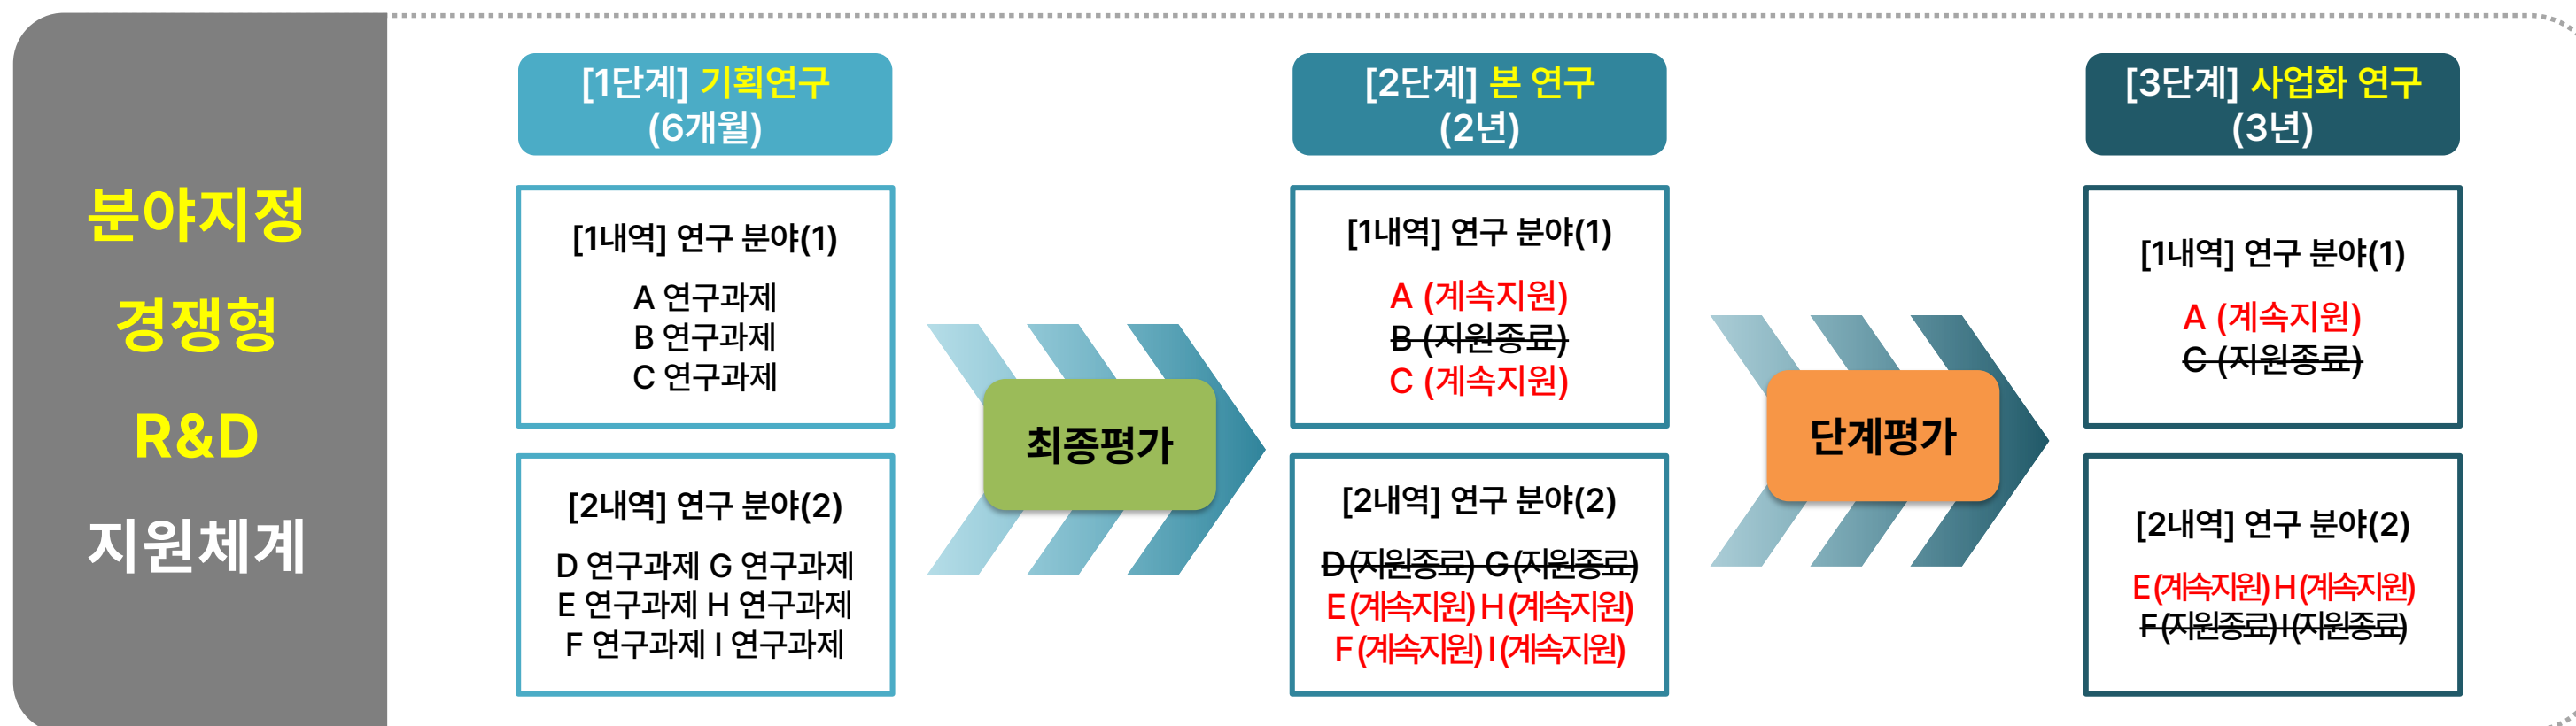 분야지정
경쟁형
R&D
지원체계
[1단계] 기획연구
(6개월)
[1내역] 연구 분야(1)
A 연구과제
B 연구과제
C 연구과제
[2내역] 연구 분야(2)
D 연구과제 G 연구과제
E 연구과제 H 연구과제
F 연구과제 I 연구과제
최종평가
[2단계] 본 연구
(2년)
[1내역] 연구 분야(1)
A (계속지원)
B (지원종료)
C (계속지원)
[2내역] 연구 분야(2)
D (지원종료) G (지원종료)
E (계속지원) H (계속지원)
F (계속지원) I (계속지원)
단계평가
[3단계] 사업화 연구
(3년)
[1내역] 연구 분야(1)
A (계속지원)
C (지원종료)
[2내역] 연구 분야(2)
E (계속지원) H (계속지원)
F (지원종료) I (지원종료)